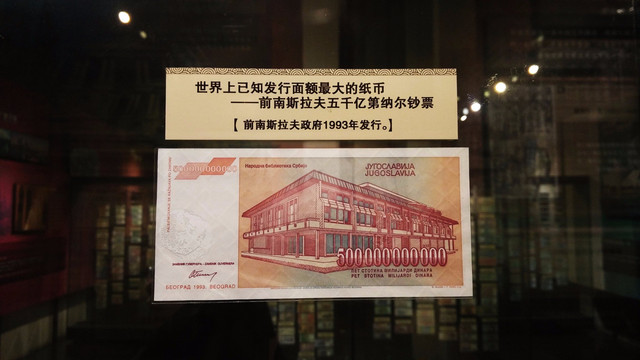 世界上已知发行面额最大的纸币
——前南斯拉夫五千亿第纳尔钞票
【 前南斯拉夫政府1993年发行。】
500000000000
Народна Библиотека Србије
ЈУГОСЛАВИЈА
JUGOSLAVIJA
500000000000
ПЕТ СТОТИНА МИЛИЈАРДИ ДИНАРА
PET STOTINA MILIJARDI DINARA
БЕОГРАД 1993. BEOGRAD